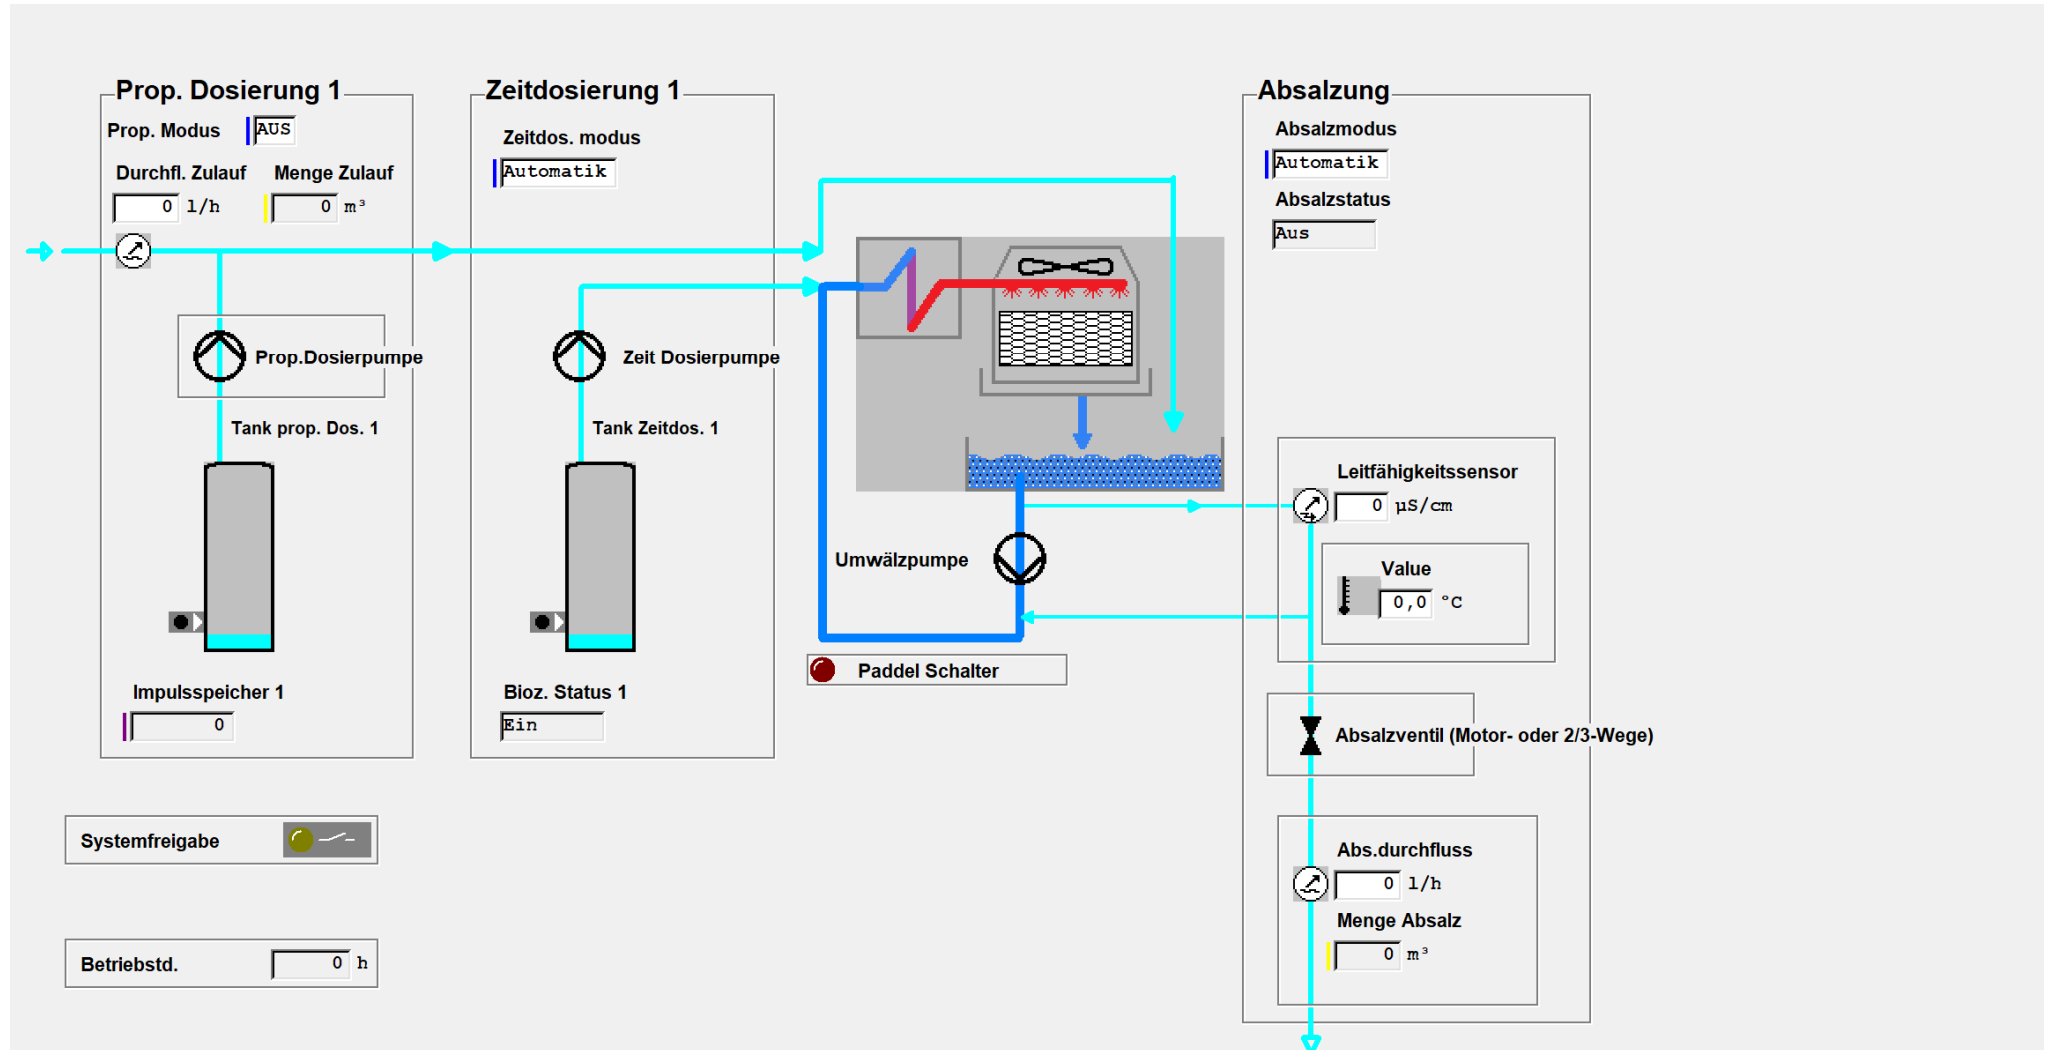 Prop. Dosierung 1
Prop. Modus AUS
Durchfl. Zulauf Menge Zulauf
0 l/h 0 m³
Prop.Dosierpumpe
Tank prop. Dos. 1
Impulsspeicher 1
0
Zeitdosierung 1
Zeitdos. modus
Automatik
Zeit Dosierpumpe
Tank Zeitdos. 1
Bioz. Status 1
Ein
Umwälzpumpe
Paddel Schalter
Absalzung
Absalzmodus
Automatik
Absalzstatus
Aus
Leitfähigkeitssensor
0 µS/cm
Value
0,0 °C
Absalzventil (Motor- oder 2/3-Wege)
Abs.durchfluss
0 l/h
Menge Absalz
0 m³
Systemfreigabe
Betriebstd. 0 h